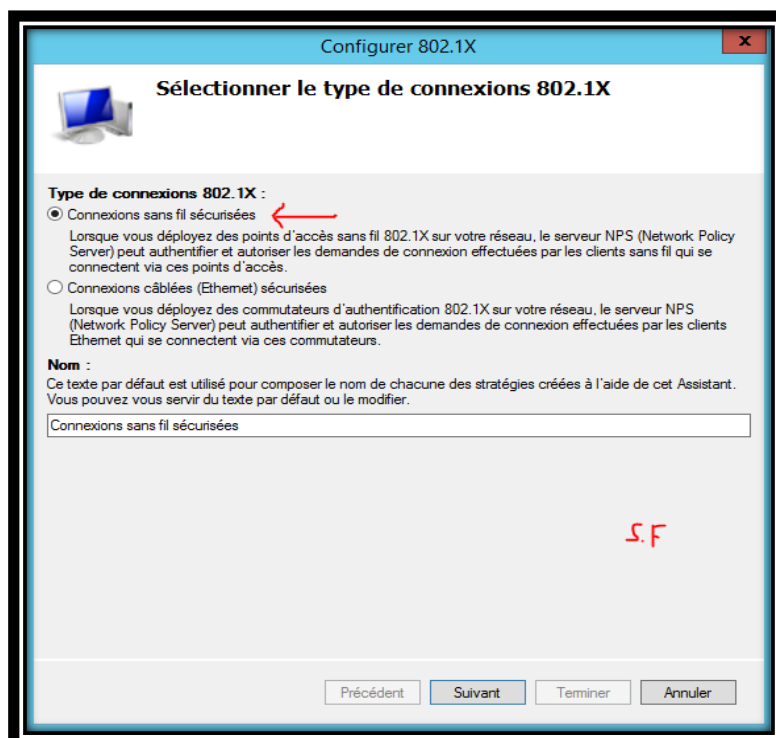 Configurer 802.1X
x
Sélectionner le type de connexions 802.1X
Type de connexions 802.1X :
Connexions sans fil sécurisées
Lorsque vous déployez des points d'accès sans fil 802.1X sur votre réseau, le serveur NPS (Network Policy
Server) peut authentifier et autoriser les demandes de connexion effectuées par les clients sans fil qui se
connectent via ces points d'accès.
Connexions câblées (Ethernet) sécurisées
Lorsque vous déployez des commutateurs d'authentification 802.1X sur votre réseau, le serveur NPS
(Network Policy Server) peut authentifier et autoriser les demandes de connexion effectuées par les clients
Ethernet qui se connectent via ces commutateurs.
Nom :
Ce texte par défaut est utilisé pour composer le nom de chacune des stratégies créées à l'aide de cet Assistant.
Vous pouvez vous servir du texte par défaut ou le modifier.
Connexions sans fil sécurisées
S.F
Précédent Suivant Terminer Annuler